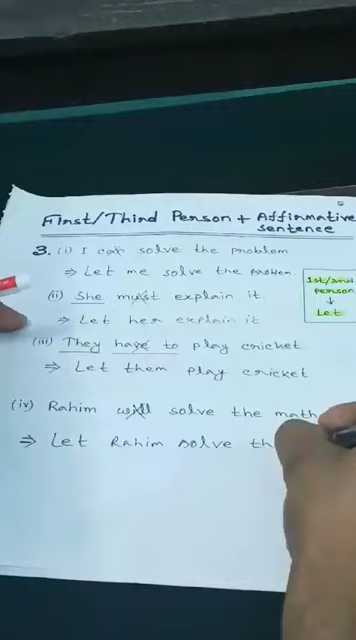 First/Third Person + Affirmative
sentence
3. (i) I can solve the problem
⇒ Let me solve the problem
(ii) She must explain it.
⇒ Let her explain it
(iii) They have to play cricket
⇒ Let them play cricket
(iv) Rahim will solve the math
⇒ Let Rahim solve th
person
↓
Let